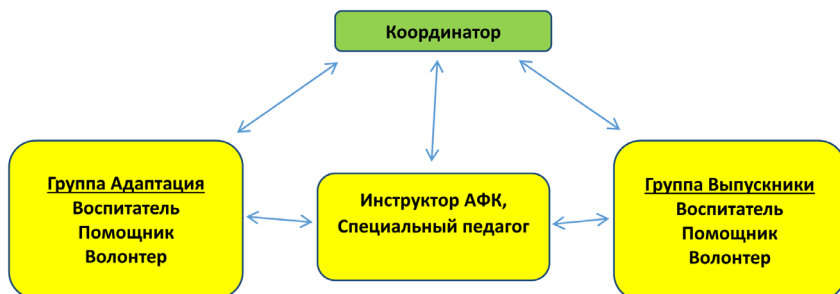 Координатор
Группа Адаптация
Воспитатель
Помощник
Волонтер
Инструктор АФК,
Специальный педагог
Группа Выпускники
Воспитатель
Помощник
Волонтер